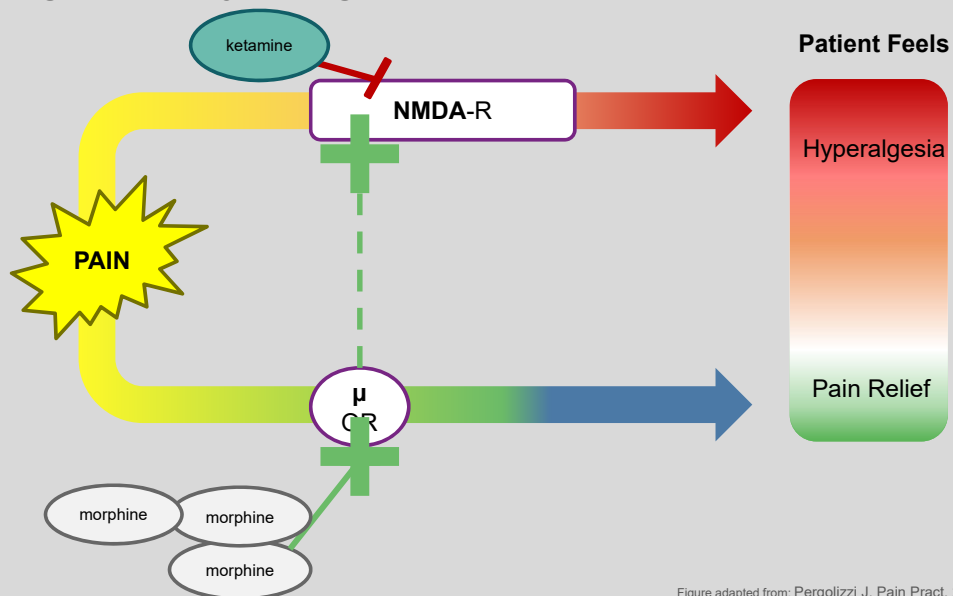 ketamine
Patient Feels
NMDA-R
Hyperalgesia
PAIN
µ
OR
Pain Relief
morphine
morphine
morphine
Figure adapted from: Pergolizzi J. Pain Pract.